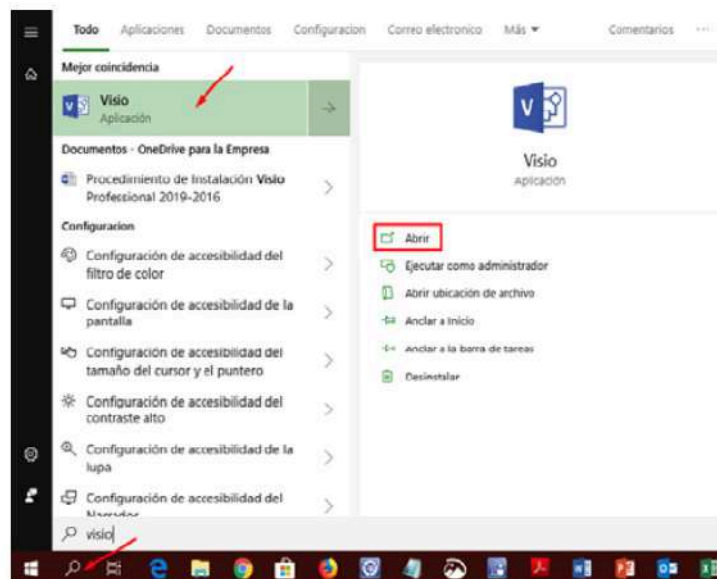 Todo Aplicaciones Documentos Configuracion Correo electronico Más Comentarios ...
Mejor coincidencia
Visio
Aplicación
Documentos - OneDrive para la Empresa
Procedimiento de Instalación Visio
Professional 2019-2016
Configuracion
Configuración de accesibilidad del
filtro de color
Configuración de accesibilidad de la
pantalla
Configuración de accesibilidad del
tamaño del cursor y el puntero
Configuración de accesibilidad del
contraste alto
Configuración de accesibilidad de la
lupa
Configuración de accesibilidad del
Narrador
visio
Visio
Aplicación
Abrir
Ejecutar como administrador
Abrir ubicación de archivo
Anclar a Inicio
Anclar a la barra de tareas
Desinstalar